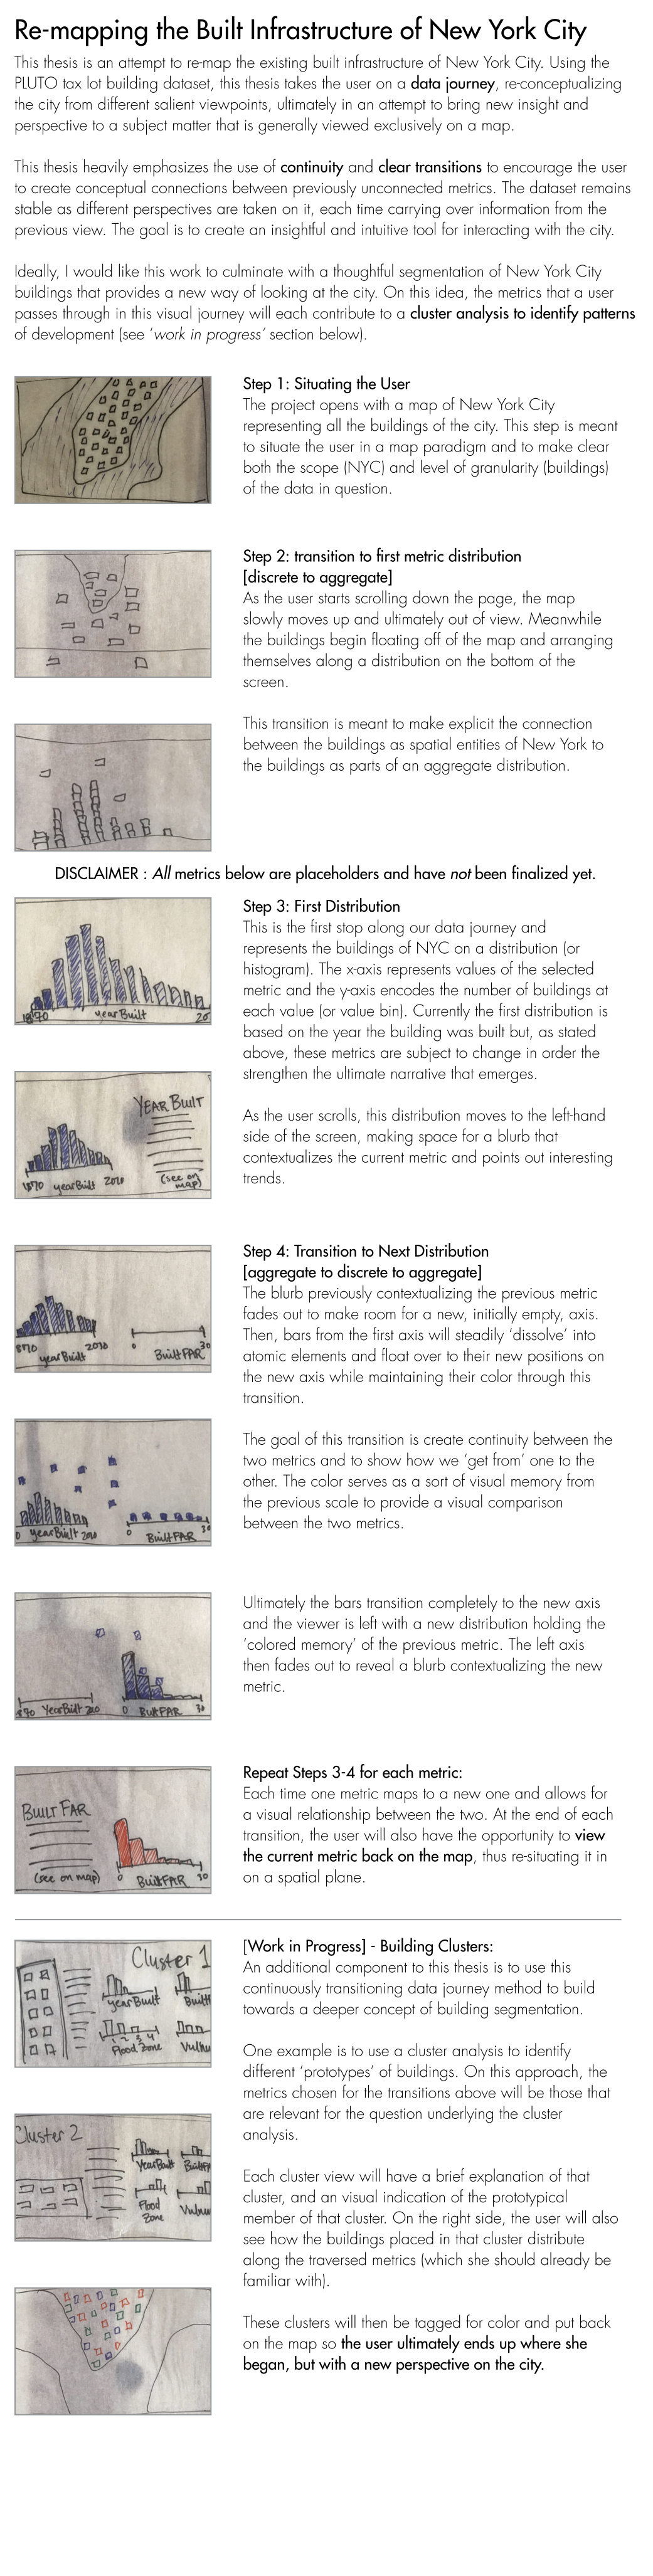 Re-mapping the Built Infrastructure of New York City
This thesis is an attempt to re-map the existing built infrastructure of New York City. Using the
PLUTO tax lot building dataset, this thesis takes the user on a data journey, re-conceptualizing
the city from different salient viewpoints, ultimately in an attempt to bring new insight and
perspective to a subject matter that is generally viewed exclusively on a map.
This thesis heavily emphasizes the use of continuity and clear transitions to encourage the user
to create conceptual connections between previously unconnected metrics. The dataset remains
stable as different perspectives are taken on it, each time carrying over information from the
previous view. The goal is to create an insightful and intuitive tool for interacting with the city.
Ideally, I would like this work to culminate with a thoughtful segmentation of New York City
buildings that provides a new way of looking at the city. On this idea, the metrics that a user
passes through in this visual journey will each contribute to a cluster analysis to identify patterns
of development (see ‘work in progress’ section below).
Step 1: Situating the User
The project opens with a map of New York City
representing all the buildings of the city. This step is meant
to situate the user in a map paradigm and to make clear
both the scope (NYC) and level of granularity (buildings)
of the data in question.
Step 2: transition to first metric distribution
[discrete to aggregate]
As the user starts scrolling down the page, the map
slowly moves up and ultimately out of view. Meanwhile
the buildings begin floating off of the map and arranging
themselves along a distribution on the bottom of the
screen.
This transition is meant to make explicit the connection
between the buildings as spatial entities of New York to
the buildings as parts of an aggregate distribution.
DISCLAIMER : All metrics below are placeholders and have not been finalized yet.
1890 yearBuilt 20
Step 3: First Distribution
This is the first stop along our data journey and
represents the buildings of NYC on a distribution (or
histogram). The x-axis represents values of the selected
metric and the y-axis encodes the number of buildings at
each value (or value bin). Currently the first distribution is
based on the year the building was built but, as stated
above, these metrics are subject to change in order the
strengthen the ultimate narrative that emerges.
YEAR BUILT
(see on map)
1870 yearBuilt 2010
As the user scrolls, this distribution moves to the left-hand
side of the screen, making space for a blurb that
contextualizes the current metric and points out interesting
trends.
870 yearBuilt 2010 0 BuiltFAR 30
Step 4: Transition to Next Distribution
[aggregate to discrete to aggregate]
The blurb previously contextualizing the previous metric
fades out to make room for a new, initially empty, axis.
Then, bars from the first axis will steadily ‘dissolve’ into
atomic elements and float over to their new positions on
the new axis while maintaining their color through this
transition.
0 yearBuilt 2010 0 BuiltFAR 30
The goal of this transition is create continuity between the
two metrics and to show how we ‘get from’ one to the
other. The color serves as a sort of visual memory from
the previous scale to provide a visual comparison
between the two metrics.
YearBuilt 0 BuiltFAR 30
Ultimately the bars transition completely to the new axis
and the viewer is left with a new distribution holding the
‘colored memory’ of the previous metric. The left axis
then fades out to reveal a blurb contextualizing the new
metric.
BUILT FAR
(see on map)
0 BuiltFAR 30
Repeat Steps 3-4 for each metric:
Each time one metric maps to a new one and allows for
a visual relationship between the two. At the end of each
transition, the user will also have the opportunity to view
the current metric back on the map, thus re-situating it in
on a spatial plane.
Cluster 1
yearBuilt Built
1 2 3 4
Flood Zone Vulne
[Work in Progress] - Building Clusters:
An additional component to this thesis is to use this
continuously transitioning data journey method to build
towards a deeper concept of building segmentation.
One example is to use a cluster analysis to identify
different ‘prototypes’ of buildings. On this approach, the
metrics chosen for the transitions above will be those that
are relevant for the question underlying the cluster
analysis.
Cluster 2
YearBuilt BuiltF
Flood Zone Vulne
Each cluster view will have a brief explanation of that
cluster, and an visual indication of the prototypical
member of that cluster. On the right side, the user will also
see how the buildings placed in that cluster distribute
along the traversed metrics (which she should already be
familiar with).
These clusters will then be tagged for color and put back
on the map so the user ultimately ends up where she
began, but with a new perspective on the city.